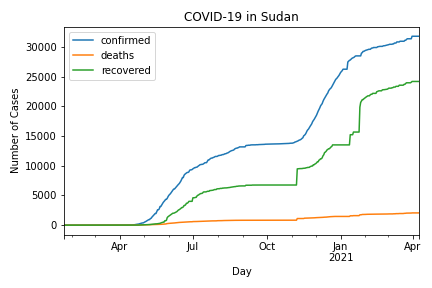 COVID-19 in Sudan
confirmed
deaths
recovered
Number of Cases
30000
25000
20000
15000
10000
5000
0
Apr
Jul
Oct
Jan
2021
Apr
Day